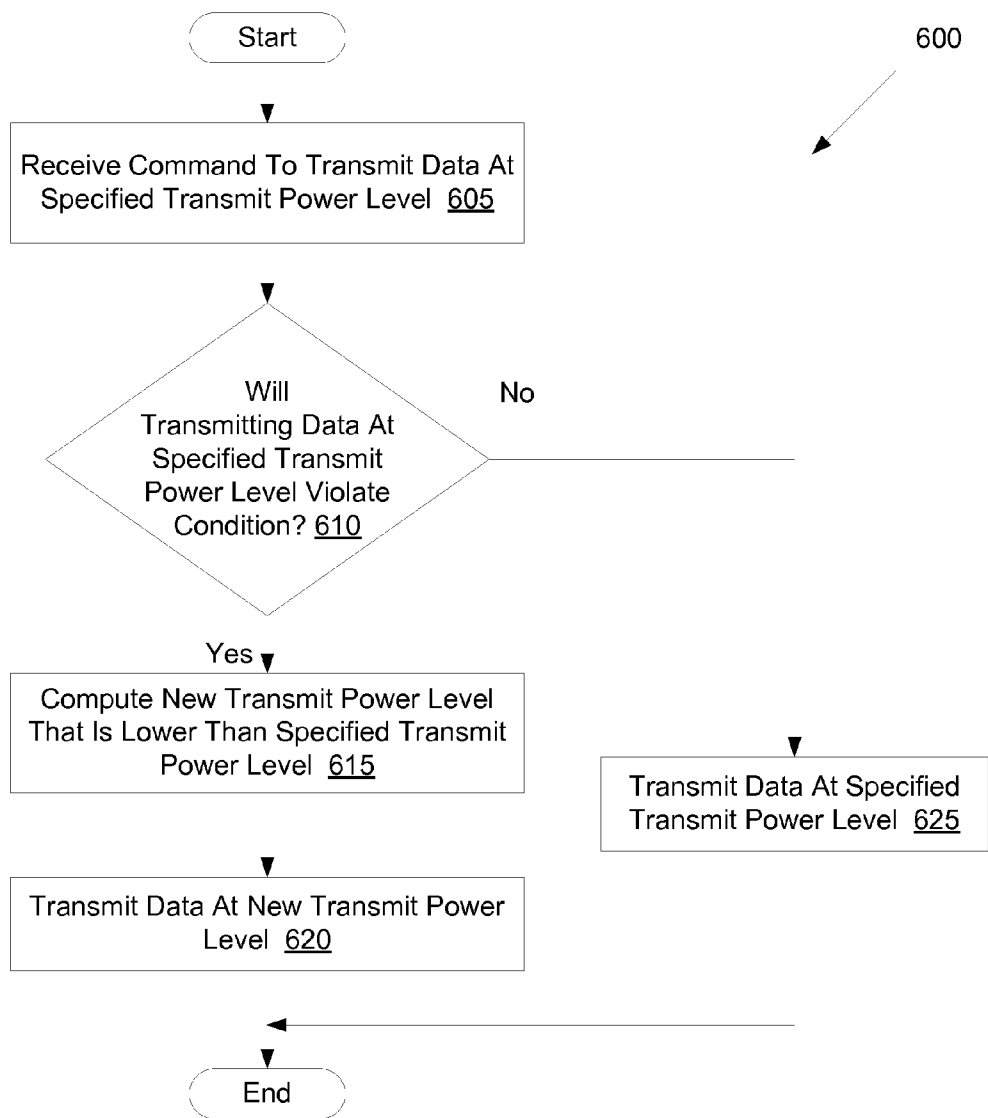 Start
600
Receive Command To Transmit Data At
Specified Transmit Power Level 605
Will
Transmitting Data At
Specified Transmit
Power Level Violate
Condition? 610
No
Yes
Compute New Transmit Power Level
That Is Lower Than Specified Transmit
Power Level 615
Transmit Data At Specified
Transmit Power Level 625
Transmit Data At New Transmit Power
Level 620
End